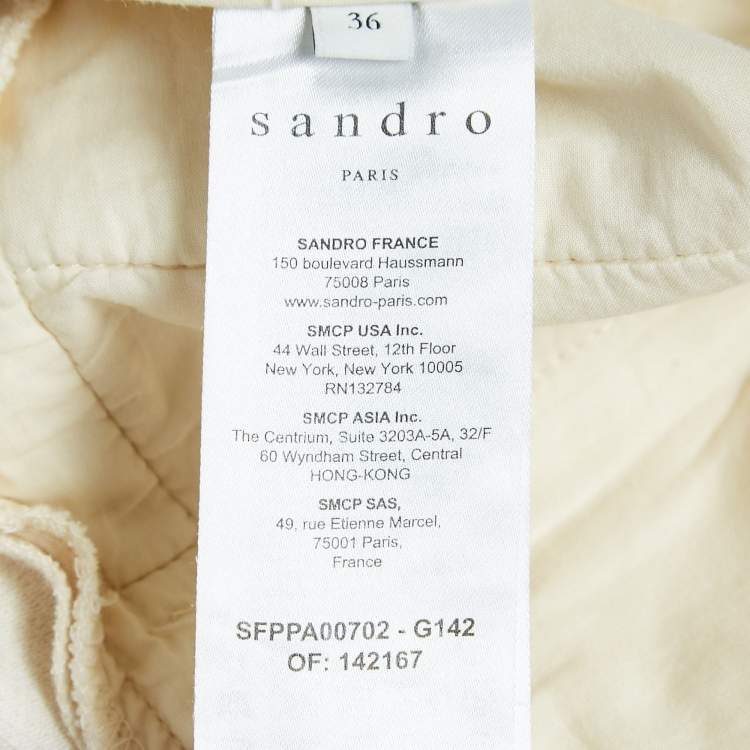 36
sandro
PARIS
SANDRO FRANCE
150 boulevard Haussmann
75008 Paris
www.sandro-paris.com
SMCP USA Inc.
44 Wall Street, 12th Floor
New York, New York 10005
RN132784
SMCP ASIA Inc.
The Centrium, Suite 3203A-5A, 32/F
60 Wyndham Street, Central
HONG-KONG
SMCP SAS,
49, rue Etienne Marcel,
75001 Paris,
France
SFPPA00702 - G142
OF: 142167